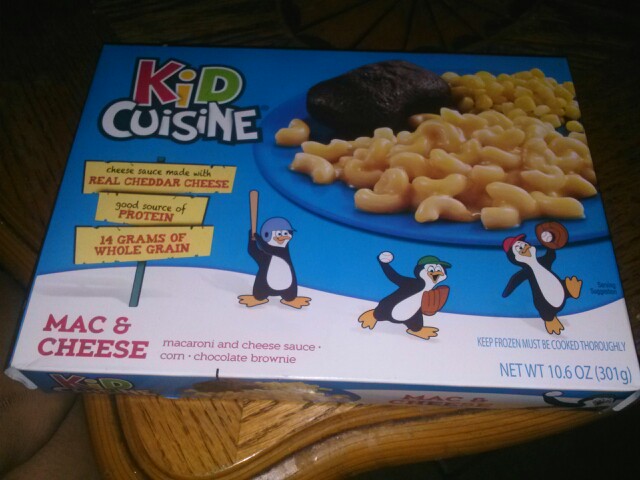 KiD
CUiSiNE
cheese sauce made with
REAL CHEDDAR CHEESE
good source of
PROTEIN
14 GRAMS OF
WHOLE GRAIN
Serving
Suggestion
MAC &
CHEESE
macaroni and cheese sauce •
corn • chocolate brownie
KEEP FROZEN MUST BE COOKED THOROUGHLY
NET WT 10.6 OZ (301g)
KiD
MAC &